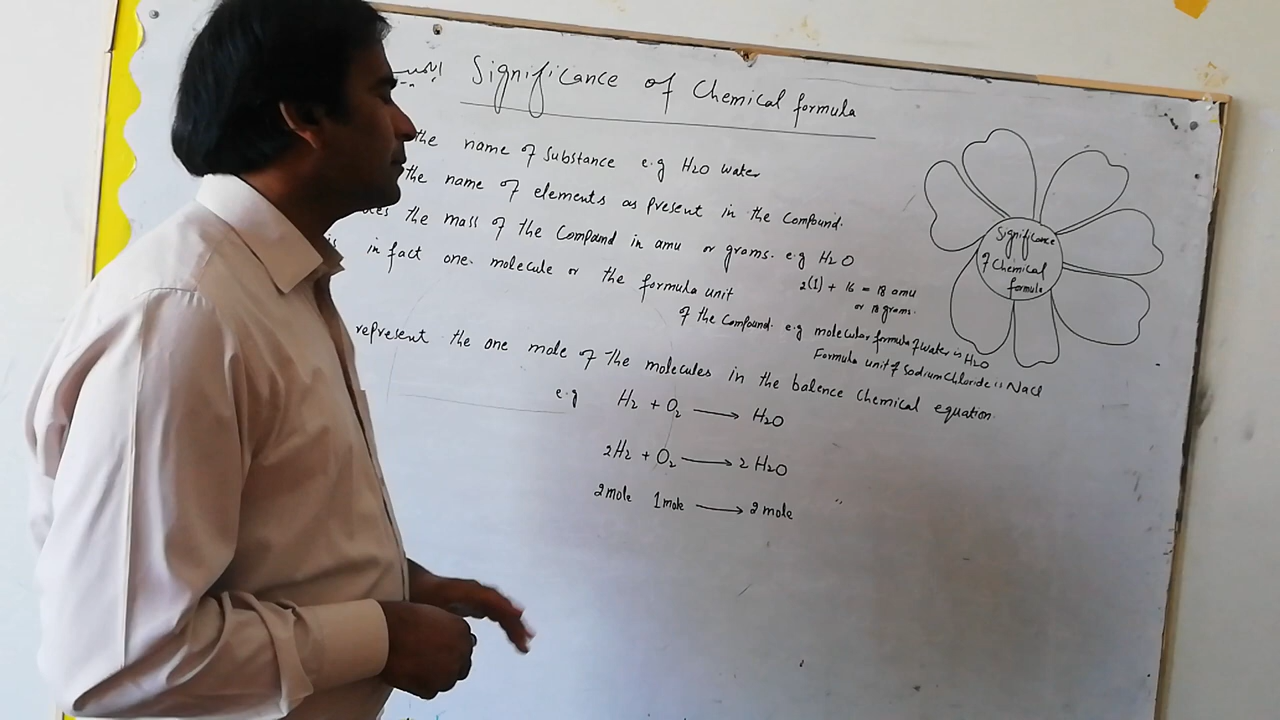 Significance of Chemical formula
the name of Substance e.g H₂O water
the name of elements as present in the compound.
the mass of the Compound in amu or grams. e.g H₂O
2(1) + 16 = 18 amu
or 18 grams.
in fact one molecule or the formula unit
of the Compound. e.g molecular formula of water is H₂O
Formula unit of Sodium Chloride is NaCl
represent the one mole of the molecules in the balence chemical equation.
e.g H₂ + O₂ ⟶ H₂O
2H₂ + O₂ ⟶ 2 H₂O
2mole 1mole ⟶ 2 mole
Significance
of Chemical
formula